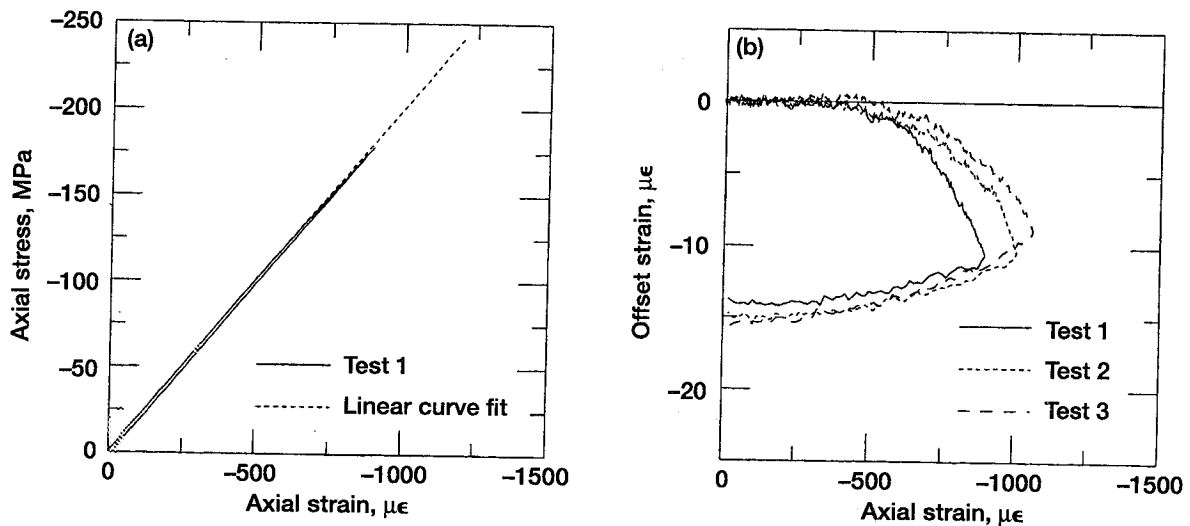 (a)
Axial stress, MPa
–250
–200
–150
–100
–50
0
0
–500
–1000
–1500
Axial strain, με
Test 1
Linear curve fit
(b)
Offset strain, με
0
–10
–20
0
–500
–1000
–1500
Axial strain, με
Test 1
Test 2
Test 3